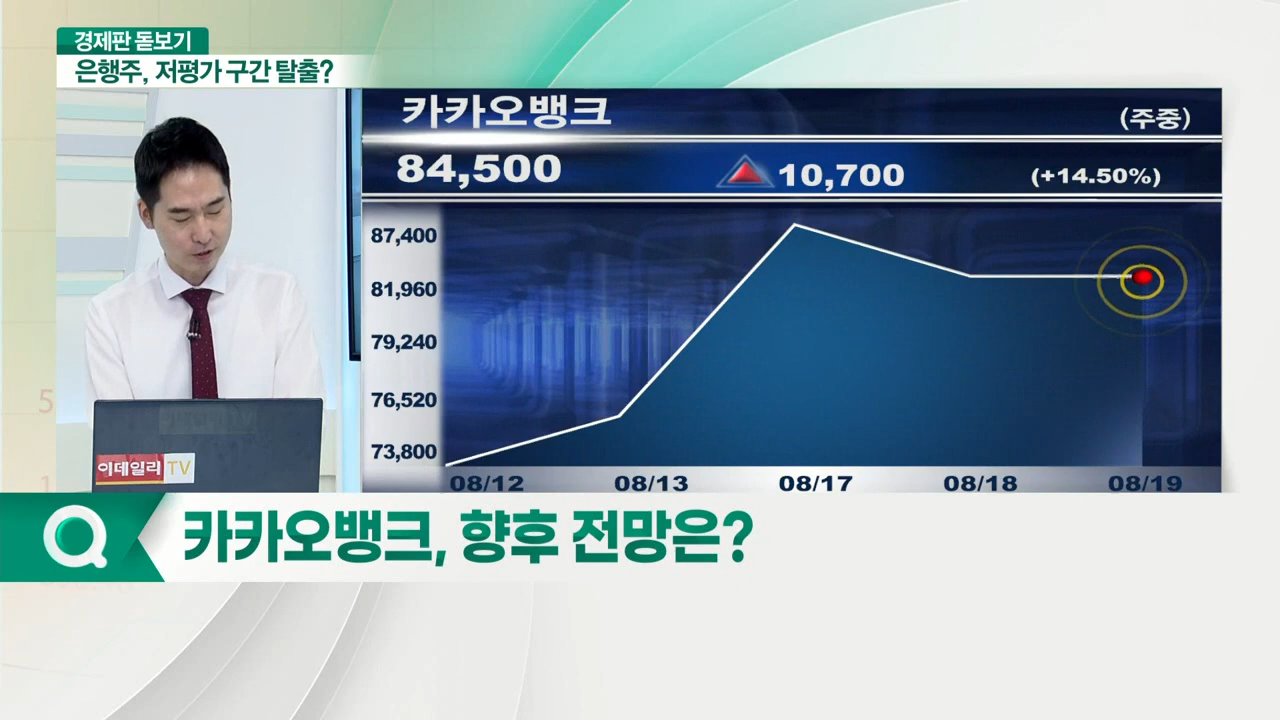 경제판 돋보기
은행주, 저평가 구간 탈출?
카카오뱅크
(주중)
84,500
10,700
(+14.50%)
87,400
81,960
79,240
76,520
73,800
08/12
08/13
08/17
08/18
08/19
5
1
이데일리 TV
카카오뱅크, 향후 전망은?